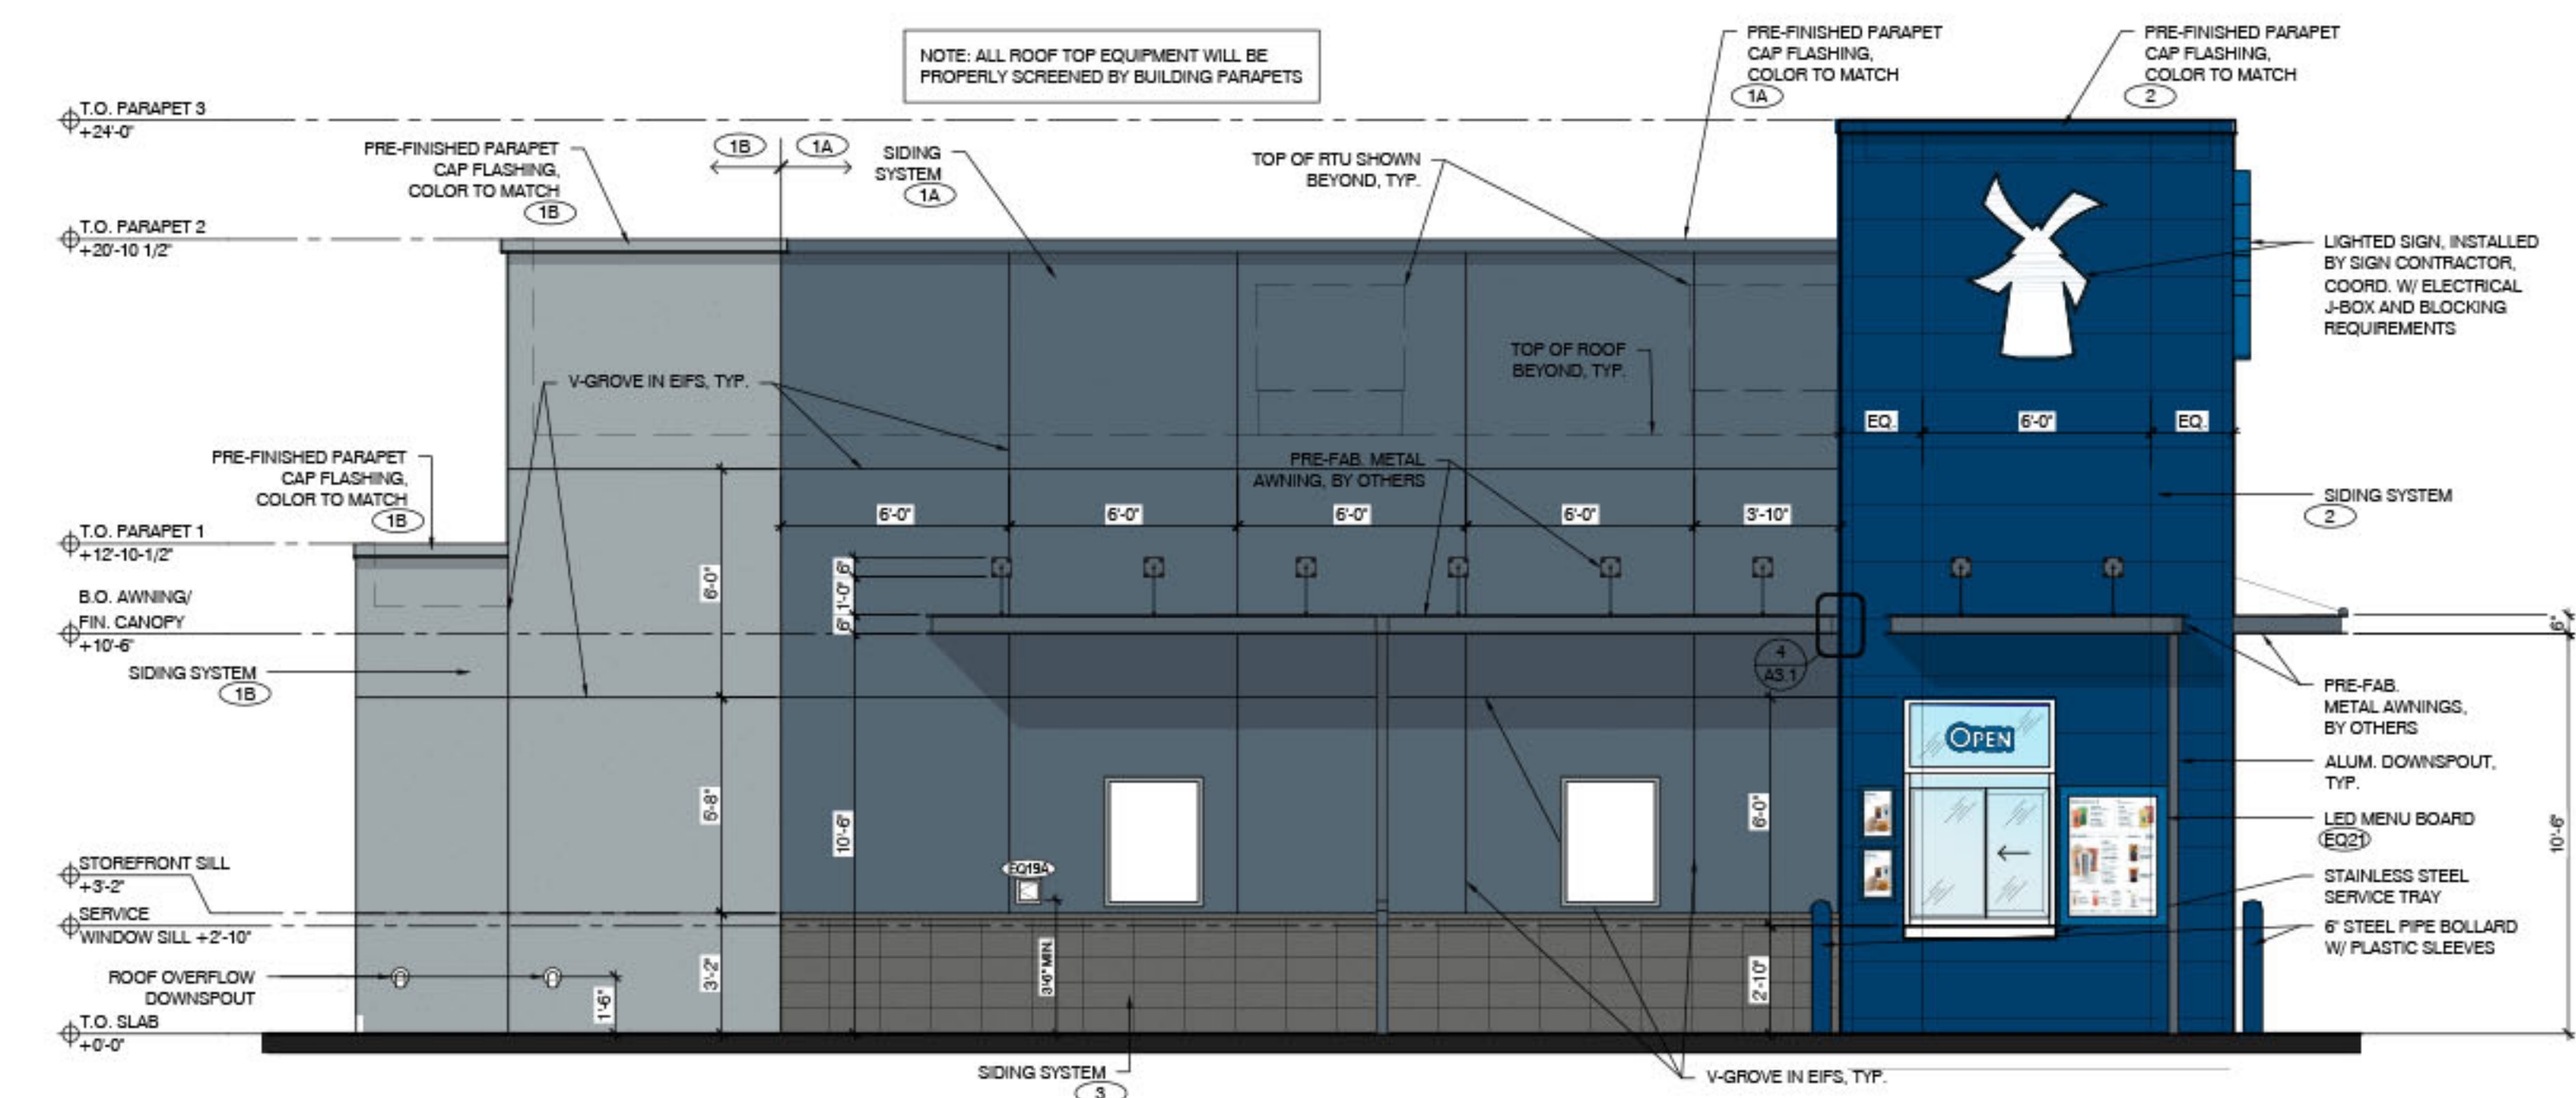 NOTE: ALL ROOF TOP EQUIPMENT WILL BE
PROPERLY SCREENED BY BUILDING PARAPETS
PRE-FINISHED PARAPET
CAP FLASHING,
COLOR TO MATCH
1A
PRE-FINISHED PARAPET
CAP FLASHING,
COLOR TO MATCH
2
T.O. PARAPET 3
+24'-0"
PRE-FINISHED PARAPET
CAP FLASHING,
COLOR TO MATCH
1B
1B
1A
SIDING
SYSTEM
1A
TOP OF RTU SHOWN
BEYOND, TYP.
T.O. PARAPET 2
+20'-10 1/2"
LIGHTED SIGN, INSTALLED
BY SIGN CONTRACTOR,
COORD. W/ ELECTRICAL
J-BOX AND BLOCKING
REQUIREMENTS
V-GROVE IN EIFS, TYP.
TOP OF ROOF
BEYOND, TYP.
EQ.
6'-0"
EQ.
PRE-FINISHED PARAPET
CAP FLASHING,
COLOR TO MATCH
1B
PRE-FAB. METAL
AWNING, BY OTHERS
SIDING SYSTEM
2
6'-0"
6'-0"
6'-0"
6'-0"
3'-10"
T.O. PARAPET 1
+12'-10-1/2"
6'-0"
6"
1'-0"
6"
B.O. AWNING/
FIN. CANOPY
+10'-6"
6"
SIDING SYSTEM
1B
4
A3.1
PRE-FAB.
METAL AWNINGS,
BY OTHERS
OPEN
ALUM. DOWNSPOUT,
TYP.
5'-8"
10'-6"
6'-0"
10'-6"
LED MENU BOARD
EQ21
STOREFRONT SILL
+3'-2"
EQ19A
STAINLESS STEEL
SERVICE TRAY
SERVICE
WINDOW SILL +2'-10"
6" STEEL PIPE BOLLARD
W/ PLASTIC SLEEVES
ROOF OVERFLOW
DOWNSPOUT
1'-6"
3'-2"
3'-6" MIN.
2'-10"
T.O. SLAB
+0'-0"
SIDING SYSTEM
3
V-GROVE IN EIFS, TYP.